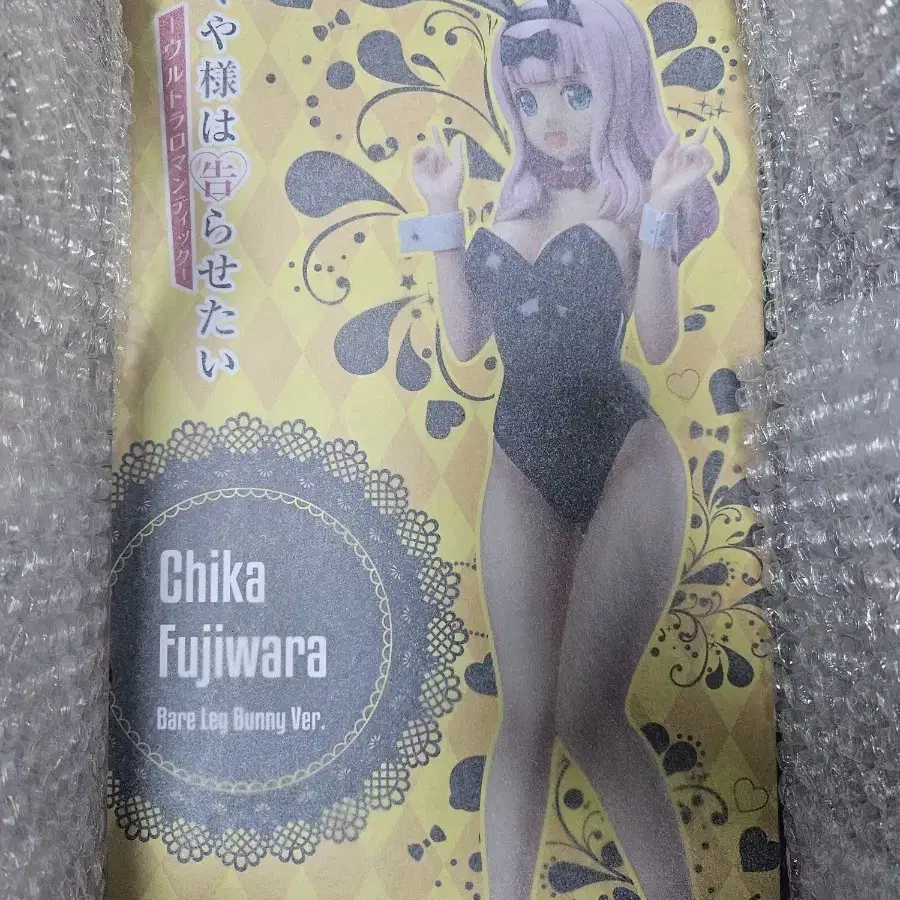 や様は告らせたい
ウルトラロマンティック
Chika
Fujiwara
Bare Leg Bunny Ver.